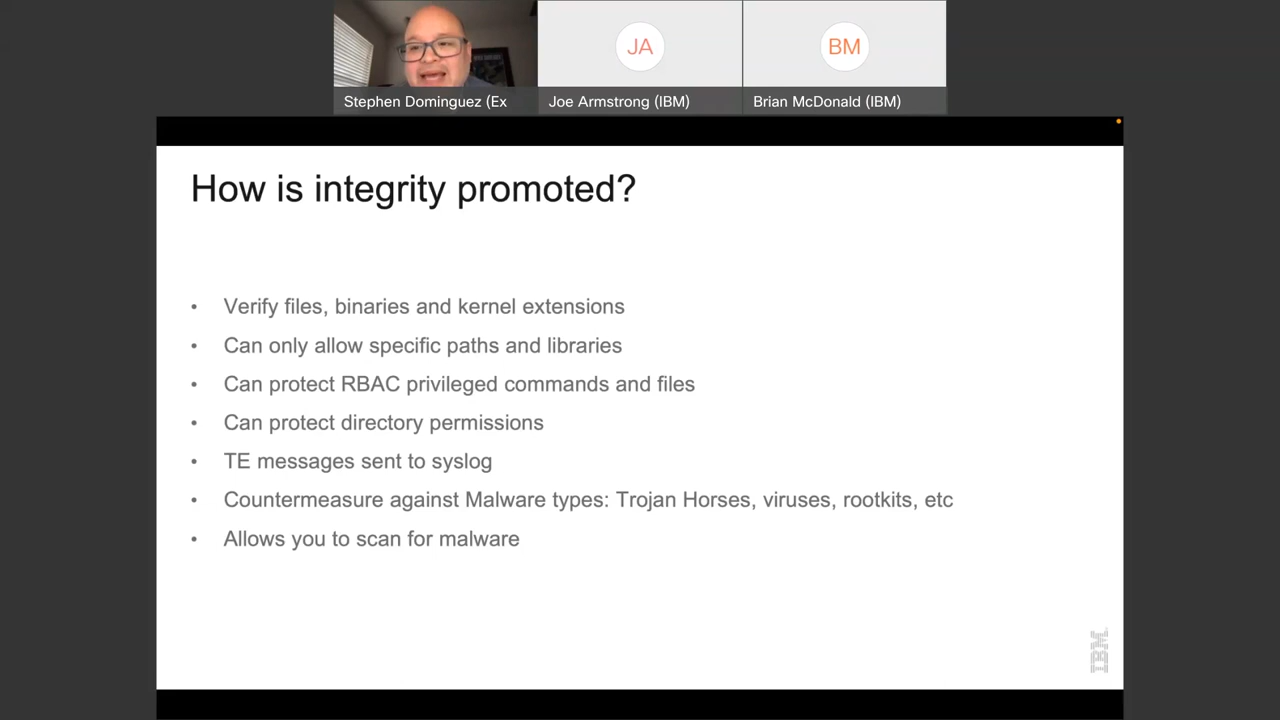 JA
BM
Stephen Dominguez (Ex
Joe Armstrong (IBM)
Brian McDonald (IBM)
How is integrity promoted?
• Verify files, binaries and kernel extensions
• Can only allow specific paths and libraries
• Can protect RBAC privileged commands and files
• Can protect directory permissions
• TE messages sent to syslog
• Countermeasure against Malware types: Trojan Horses, viruses, rootkits, etc
• Allows you to scan for malware
IBM